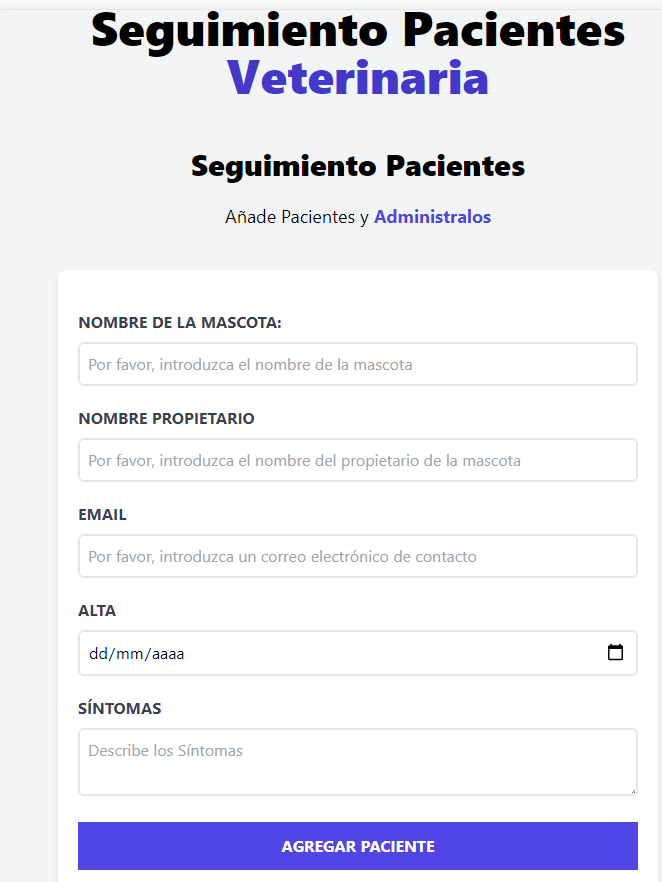 Seguimiento Pacientes
Veterinaria
Seguimiento Pacientes
Añade Pacientes y Administralos
NOMBRE DE LA MASCOTA:
Por favor, introduzca el nombre de la mascota
NOMBRE PROPIETARIO
Por favor, introduzca el nombre del propietario de la mascota
EMAIL
Por favor, introduzca un correo electrónico de contacto
ALTA
dd/mm/aaaa
SÍNTOMAS
Describe los Síntomas
AGREGAR PACIENTE